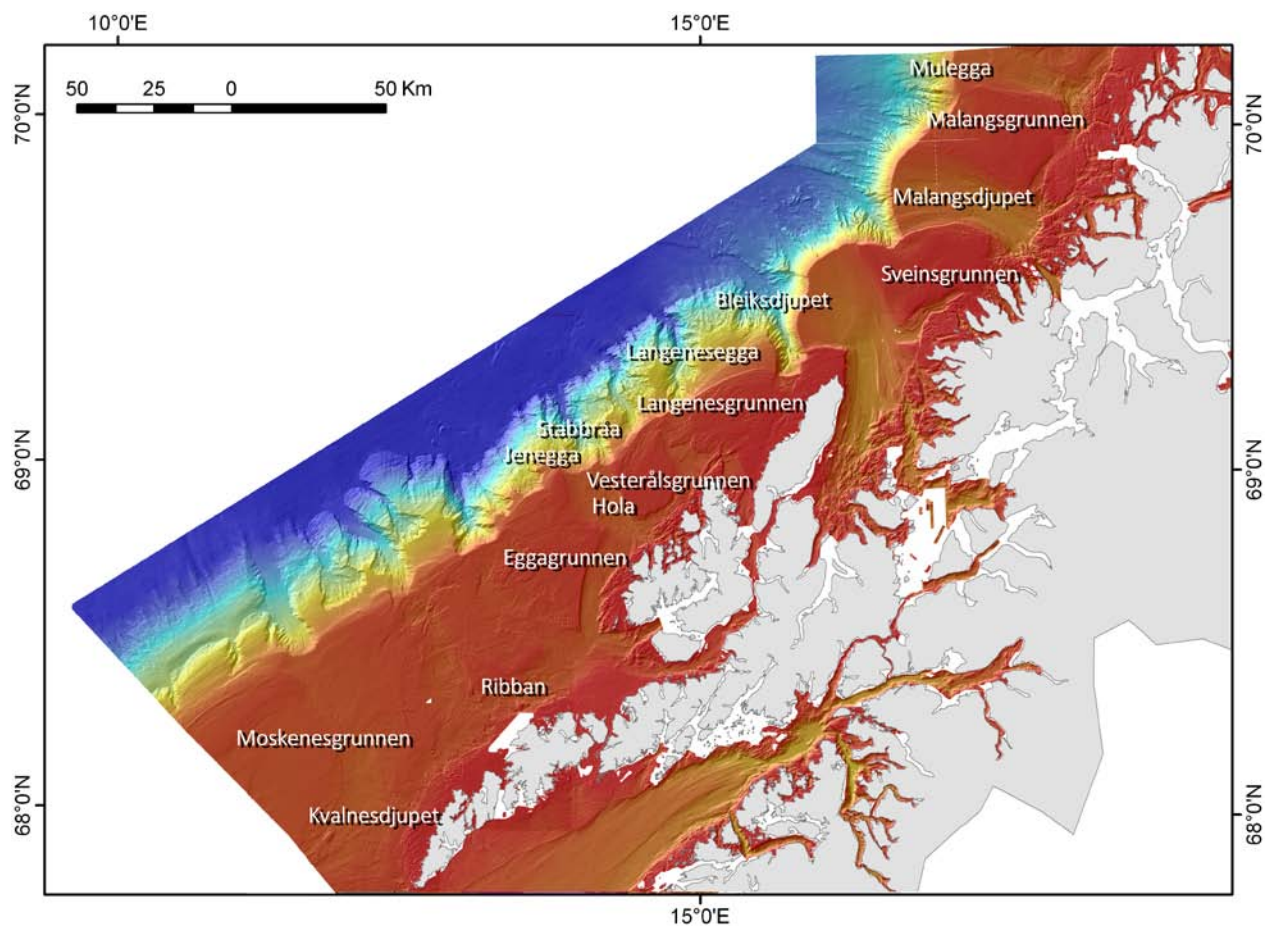 10°0'E 15°0'E
50 25 0 50 Km
Mulegga
70°0'N 70°0'N
Malangsgrunnen
Malangsdjupet
Sveinsgrunnen
Bleiksdjupet
Langenesegga
Langenesgrunnen
Stabbråa
Jenegga
69°0'N 69°0'N
Vesterålsgrunnen
Hola
Eggagrunnen
Ribban
Moskenesgrunnen
68°0'N 68°0'N
Kvalnesdjupet
15°0'E